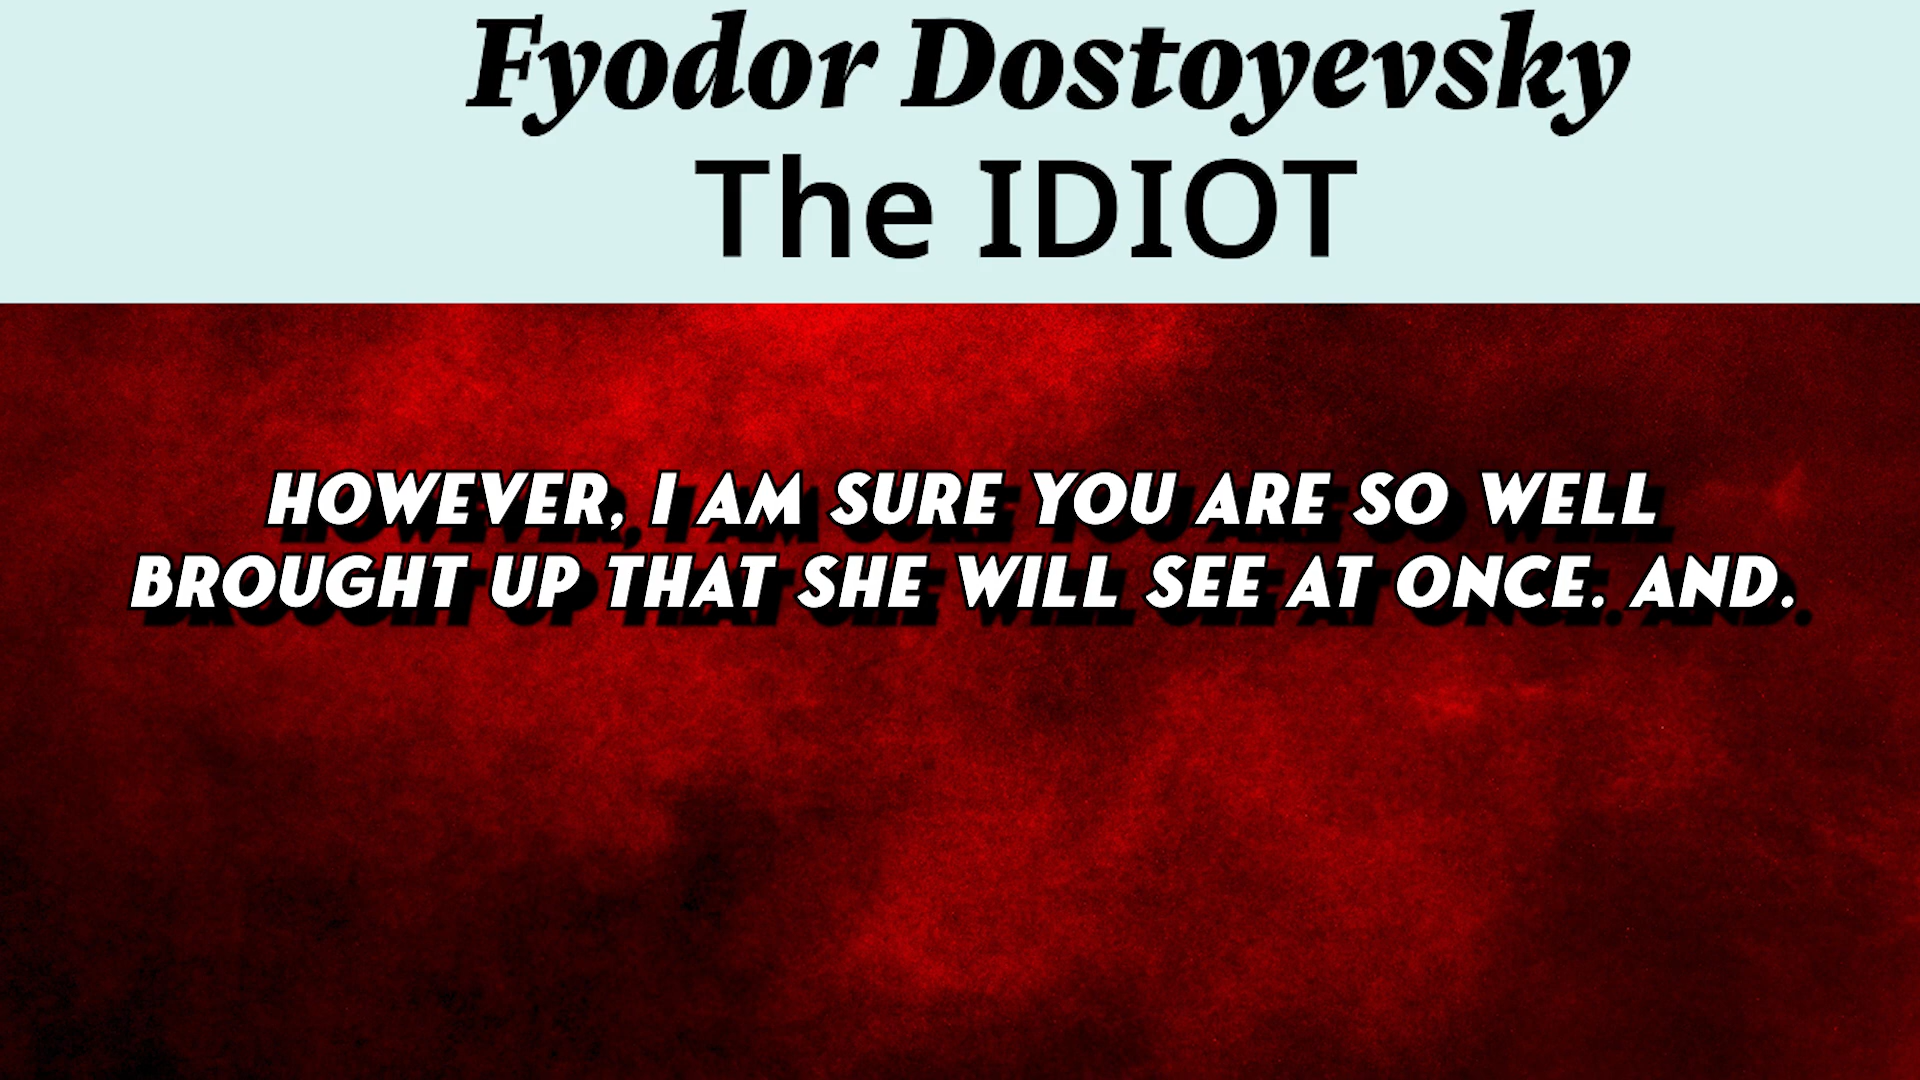 Fyodor Dostoyevsky
The IDIOT
HOWEVER, I AM SURE YOU ARE SO WELL
BROUGHT UP THAT SHE WILL SEE AT ONCE. AND.